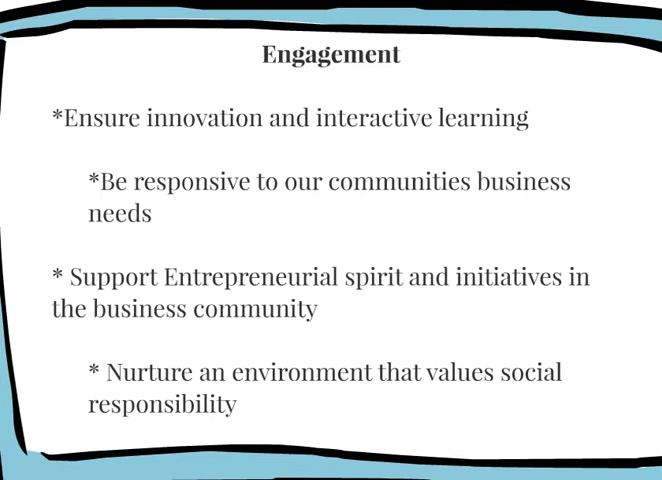 Engagement
*Ensure innovation and interactive learning
*Be responsive to our communities business
needs
* Support Entrepreneurial spirit and initiatives in
the business community
* Nurture an environment that values social
responsibility